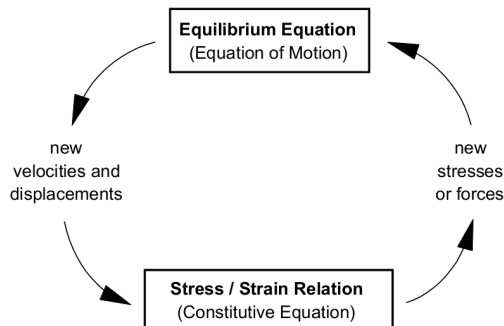 Equilibrium Equation
(Equation of Motion)
new
velocities and
displacements
new
stresses
or forces
Stress / Strain Relation
(Constitutive Equation)